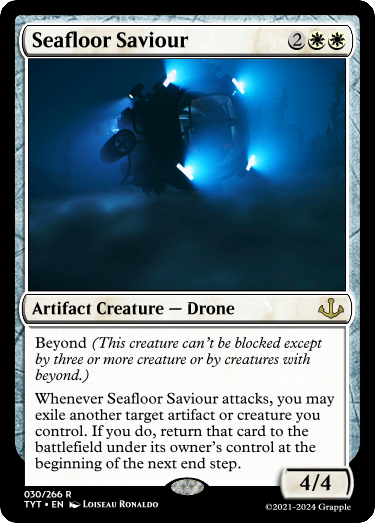 Seafloor Saviour 2
Artifact Creature — Drone
Beyond (This creature can't be blocked except
by three or more creature or by creatures with
beyond.)
Whenever Seafloor Saviour attacks, you may
exile another target artifact or creature you
control. If you do, return that card to the
battlefield under its owner's control at the
beginning of the next end step.
4/4
030/266 R
TYT • EN Loiseau Ronaldo
©2021-2024 Grapple